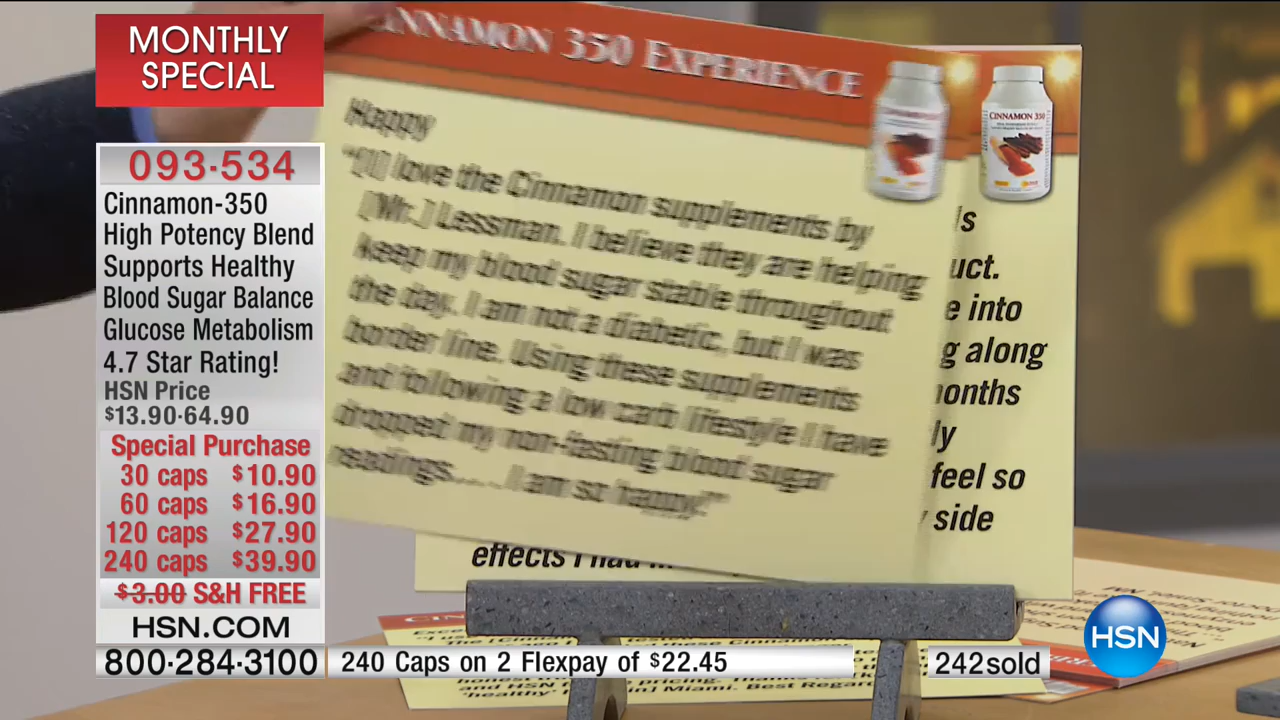 MONTHLY
SPECIAL
093·534
Cinnamon-350
High Potency Blend
Supports Healthy
Blood Sugar Balance
Glucose Metabolism
4.7 Star Rating!
HSN Price
$13.90-64.90
Special Purchase
30 caps $10.90
60 caps $16.90
120 caps $27.90
240 caps $39.90
$3.00 S&H FREE
HSN.COM
800·284·3100
240 Caps on 2 Flexpay of $22.45
242 sold
HSN
CINNAMON 350 EXPERIENCE
Happy
"[I] love the Cinnamon supplements by
[Mr.] Lessman. I believe they are helping
keep my blood sugar stable throughout
the day. I am not a diabetic, but I was
border line. Using these supplements
and following a low carb lifestyle I have
dropped my non-fasting blood sugar
readings.... I am so happy!"
CINNAMON 350
s
uct.
e into
g along
onths
ly
feel so
side
effects I had
'healthy'
Miami. Best